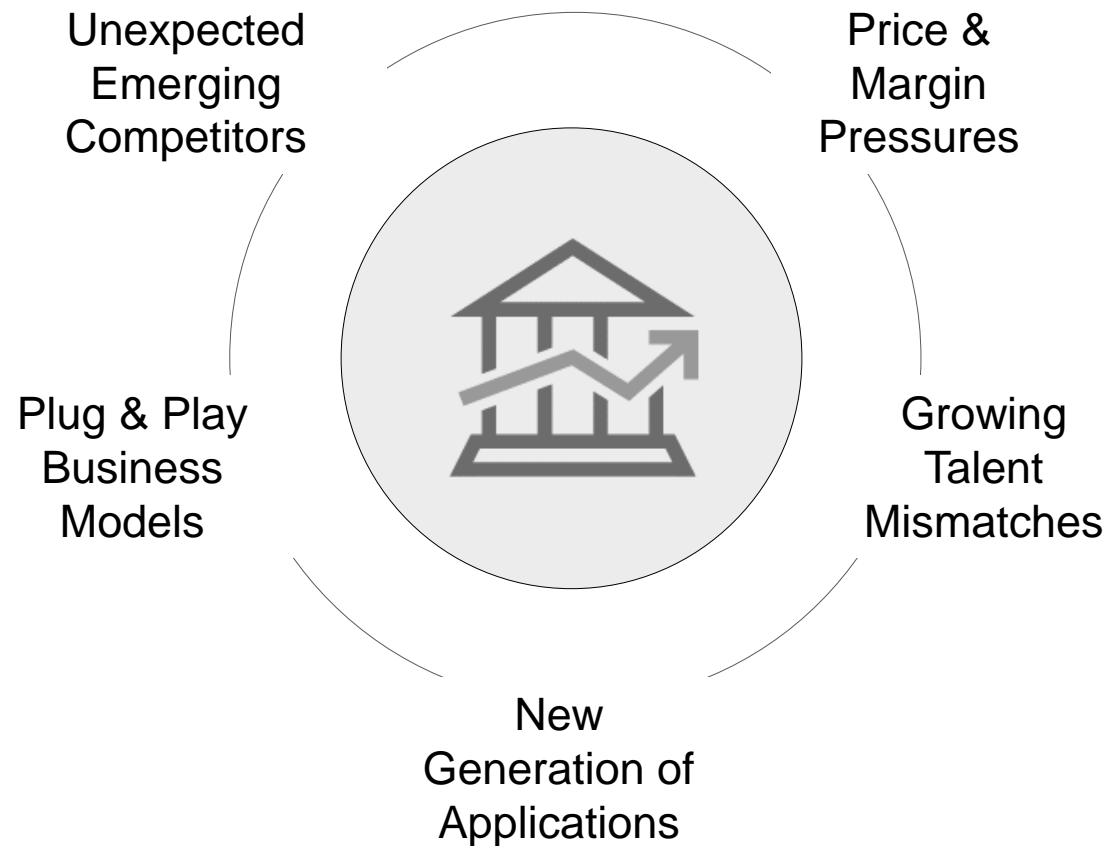 Unexpected
Emerging
Competitors
Price &
Margin
Pressures
Plug & Play
Business
Models
Growing
Talent
Mismatches
New
Generation of
Applications